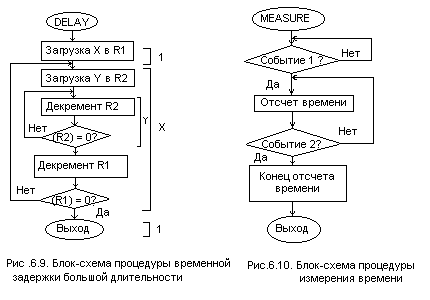 DELAY
Загрузка X в R1
1
Загрузка Y в R2
Декремент R2
Y
X
Нет
(R2) = 0?
Декремент R1
Нет
(R1) = 0?
Да
Выход
1
Рис .6.9. Блок-схема процедуры временной
задержки большой длительности
MEASURE
Событие 1 ?
Нет
Да
Отсчет времени
Событие 2?
Нет
Да
Конец отсчета
времени
Выход
Рис.6.10. Блок-схема процедуры
измерения времени